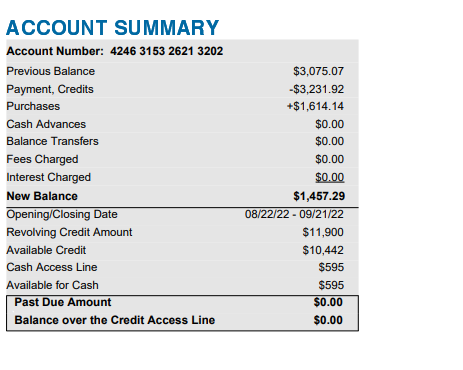 ACCOUNT SUMMARY
Account Number: 4246 3153 2621 3202
Previous Balance $3,075.07
Payment, Credits -$3,231.92
Purchases +$1,614.14
Cash Advances $0.00
Balance Transfers $0.00
Fees Charged $0.00
Interest Charged $0.00
New Balance $1,457.29
Opening/Closing Date 08/22/22 - 09/21/22
Revolving Credit Amount $11,900
Available Credit $10,442
Cash Access Line $595
Available for Cash $595
Past Due Amount $0.00
Balance over the Credit Access Line $0.00